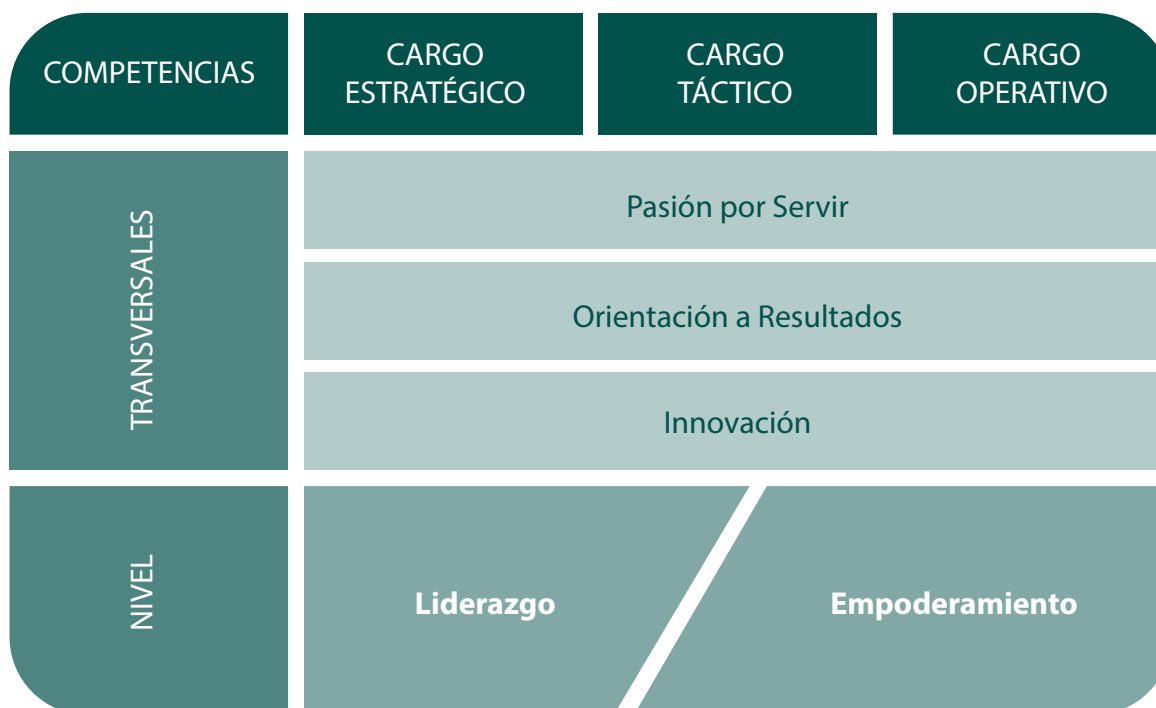 COMPETENCIAS
CARGO
ESTRATÉGICO
CARGO
TÁCTICO
CARGO
OPERATIVO
TRANSVERSALES
Pasión por Servir
Orientación a Resultados
Innovación
NIVEL
Liderazgo
Empoderamiento